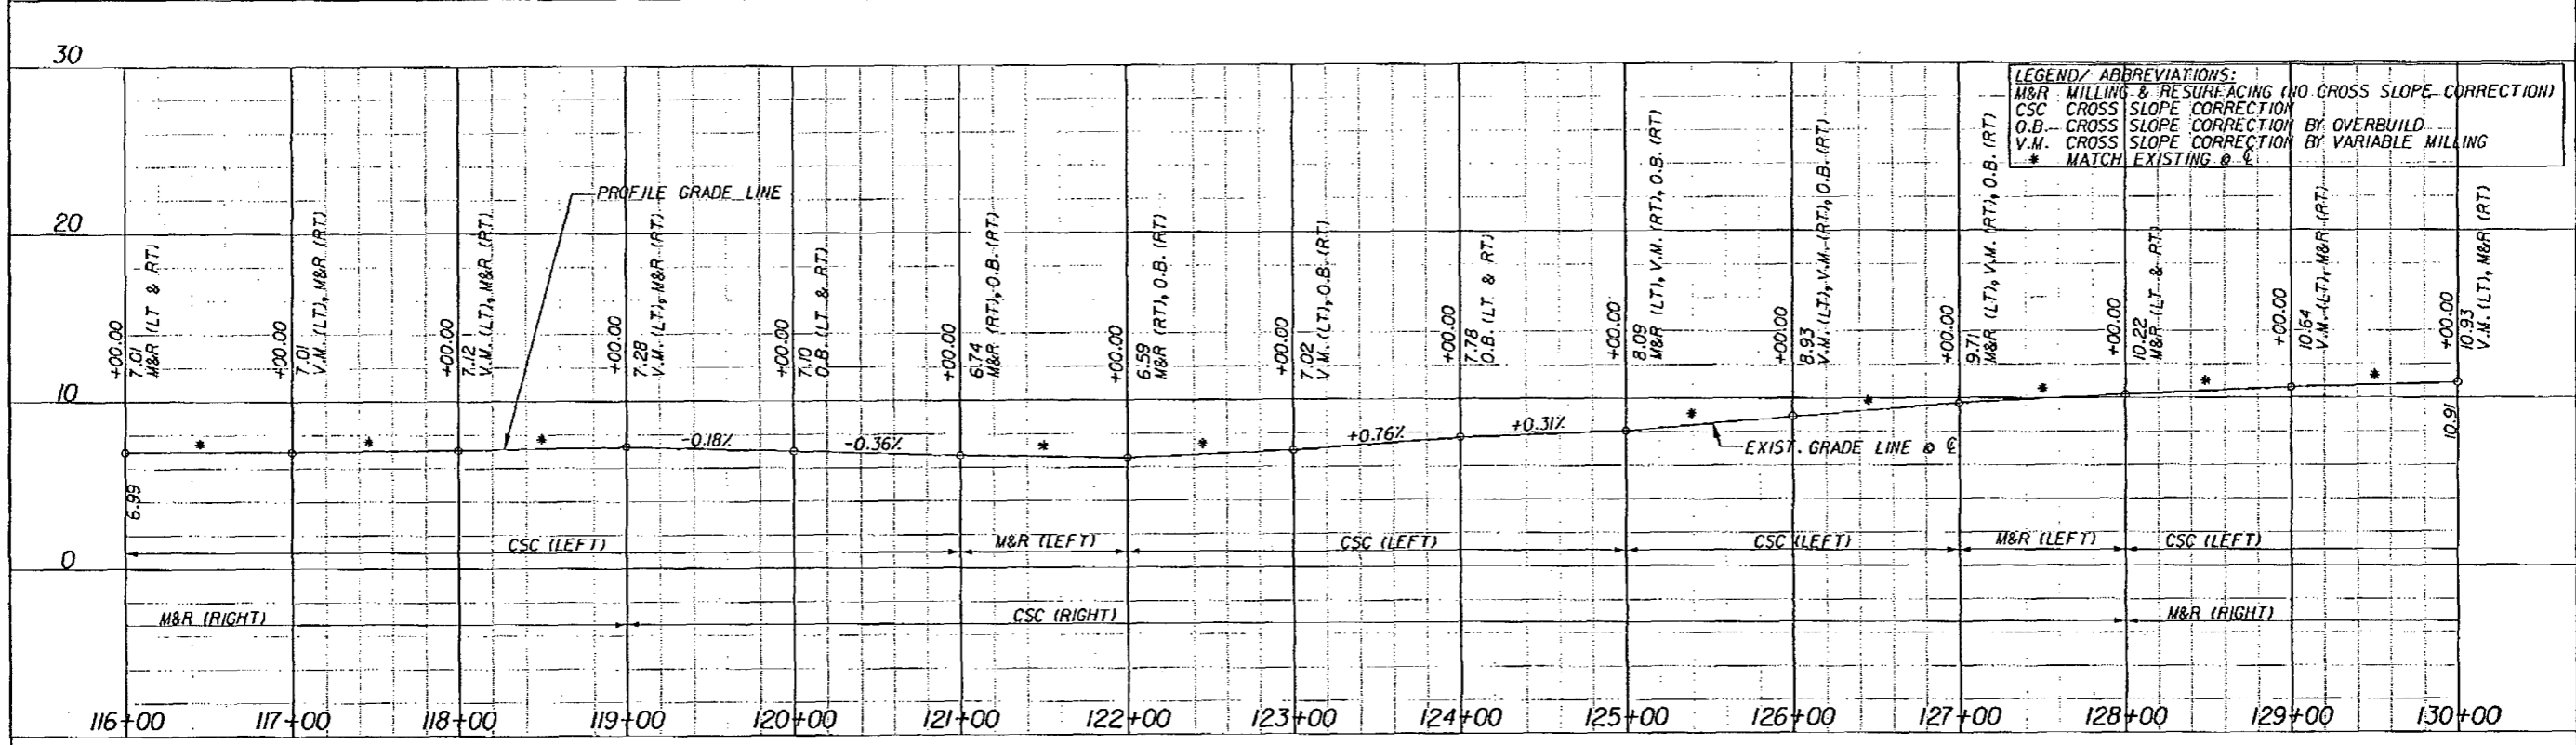 30
20
10
0
LEGEND/ ABBREVIATIONS:
M&R MILLING & RESURFACING (NO CROSS SLOPE CORRECTION)
CSC CROSS SLOPE CORRECTION
O.B. CROSS SLOPE CORRECTION BY OVERBUILD
V.M. CROSS SLOPE CORRECTION BY VARIABLE MILLING
* MATCH EXISTING @ ℄
PROFILE GRADE LINE
+00.00
7.01
M&R (LT & RT)
+00.00
7.01
V.M. (LT), M&R (RT)
+00.00
7.12
V.M. (LT), M&R (RT)
+00.00
7.28
V.M. (LT), M&R (RT)
+00.00
7.10
O.B. (LT & RT)
+00.00
6.74
M&R (RT), O.B. (RT)
+00.00
6.59
M&R (RT), O.B. (RT)
+00.00
7.02
V.M. (LT), O.B. (RT)
+00.00
7.78
O.B. (LT & RT)
+00.00
8.09
M&R (LT), V.M. (RT), O.B. (RT)
+00.00
8.93
V.M. (LT), V.M. (RT), O.B. (RT)
+00.00
9.71
M&R (LT), V.M. (RT), O.B. (RT)
+00.00
10.22
M&R (LT & RT)
+00.00
10.64
V.M. (LT), M&R (RT)
+00.00
10.93
V.M. (LT), M&R (RT)
* * * -0.18% -0.36% * * +0.76% +0.31% * * * * *
EXIST. GRADE LINE @ ℄
6.99
10.91
CSC (LEFT) M&R (LEFT) CSC (LEFT) CSC (LEFT) M&R (LEFT) CSC (LEFT)
M&R (RIGHT) CSC (RIGHT) M&R (RIGHT)
116+00 117+00 118+00 119+00 120+00 121+00 122+00 123+00 124+00 125+00 126+00 127+00 128+00 129+00 130+00